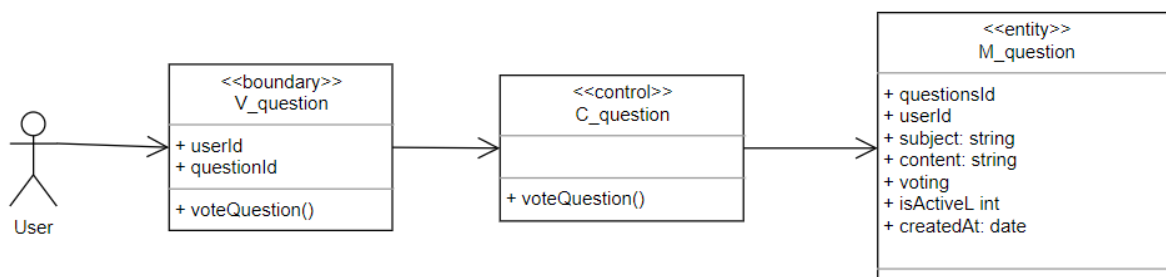 User
<<boundary>>
V_question
+ userId
+ questionId
+ voteQuestion()
<<control>>
C_question
+ voteQuestion()
<<entity>>
M_question
+ questionsId
+ userId
+ subject: string
+ content: string
+ voting
+ isActiveL int
+ createdAt: date